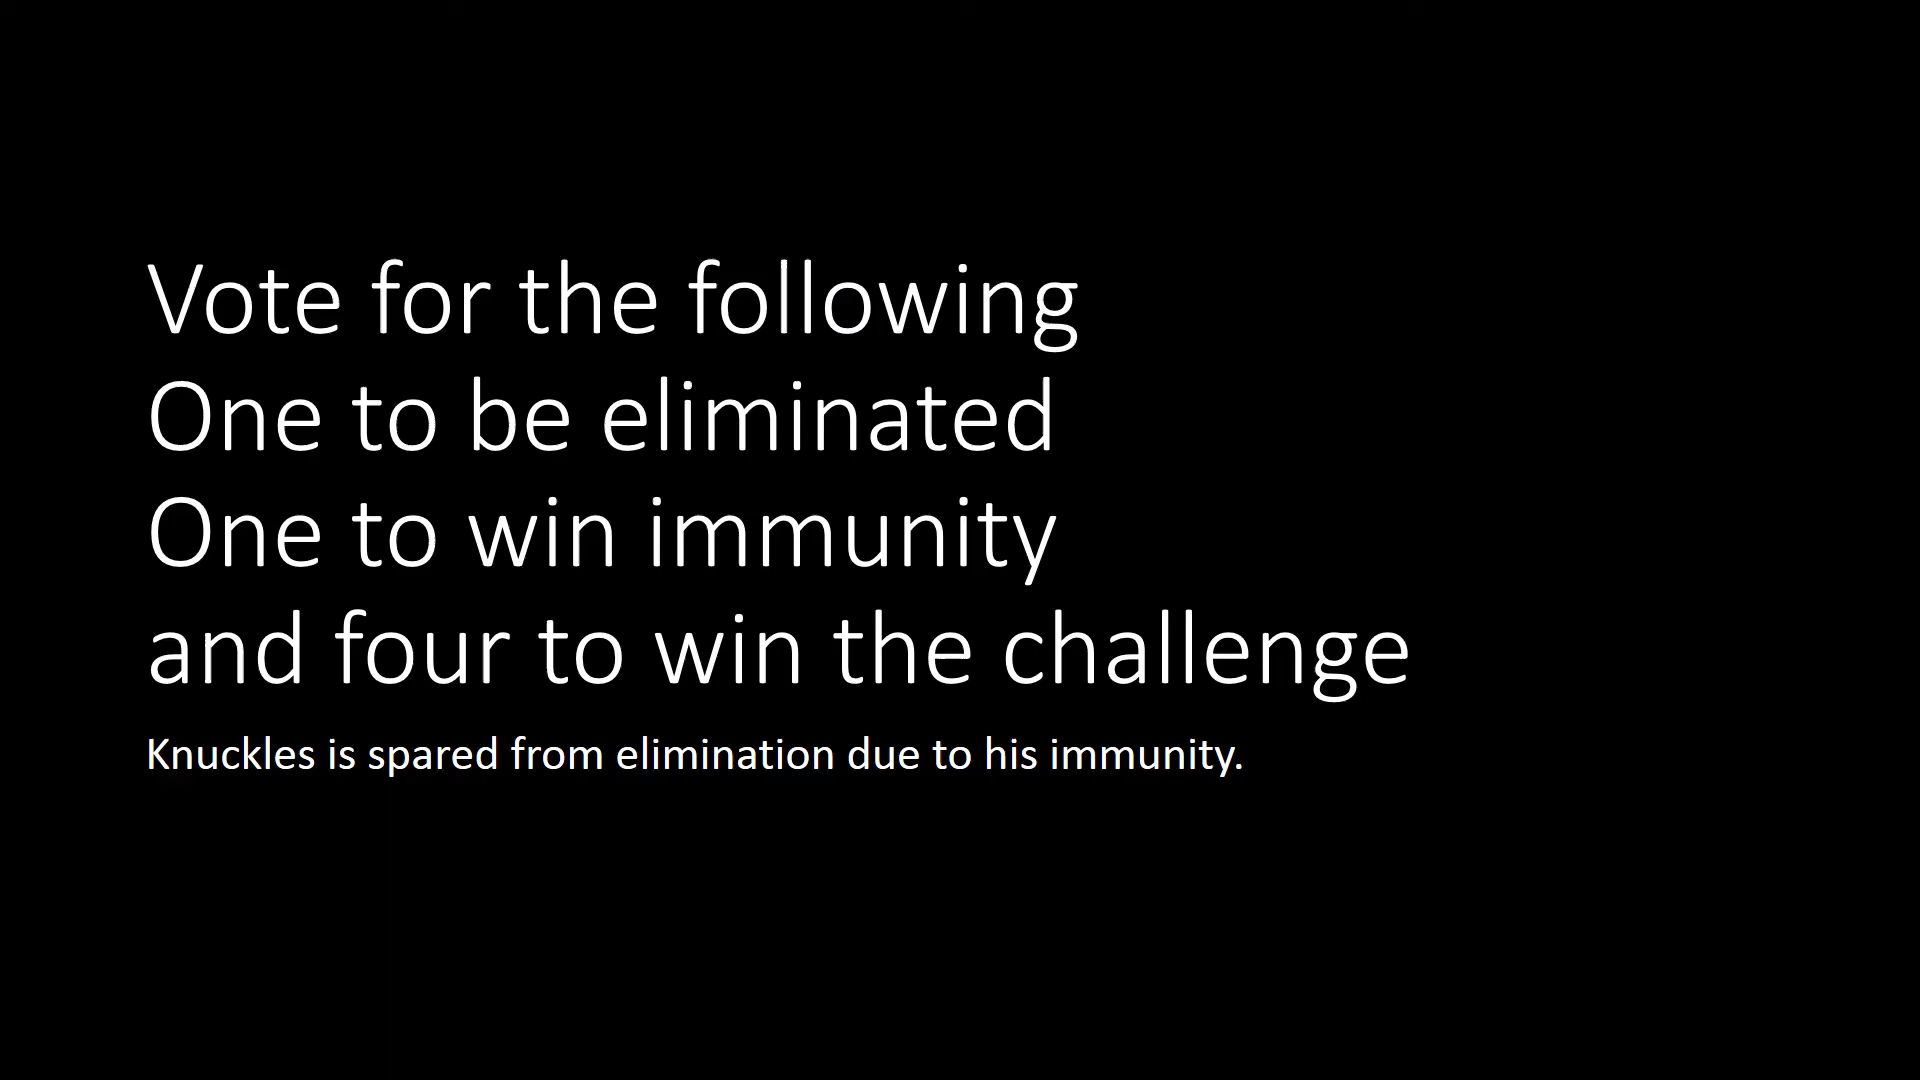 Vote for the following
One to be eliminated
One to win immunity
and four to win the challenge
Knuckles is spared from elimination due to his immunity.